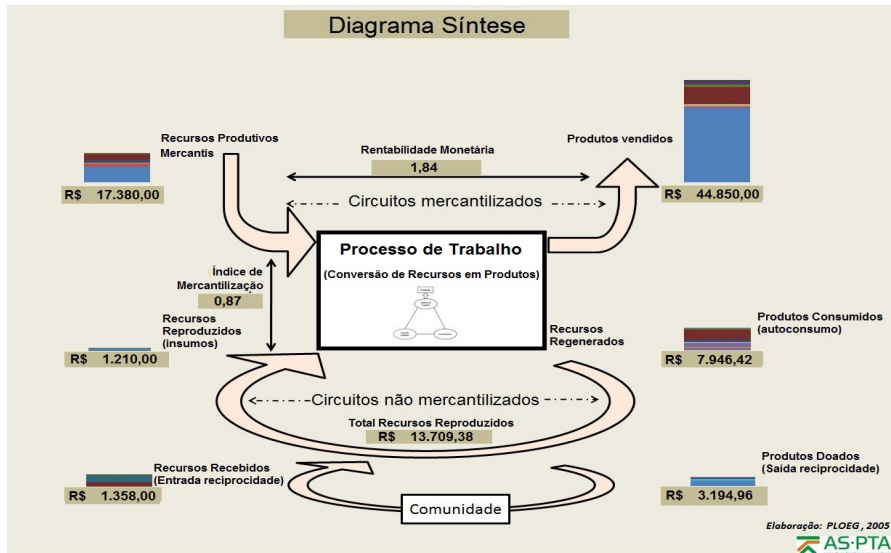 Diagrama Síntese
Recursos Produtivos
Mercantis
R$ 17.380,00
Rentabilidade Monetária
1,84
Produtos vendidos
R$ 44.850,00
Circuitos mercantilizados
Processo de Trabalho
(Conversão de Recursos em Produtos)
Índice de
Mercantilização
0,87
Recursos
Reproduzidos
(insumos)
R$ 1.210,00
Recursos
Regenerados
Produtos Consumidos
(autoconsumo)
R$ 7.946,42
Circuitos não mercantilizados
Total Recursos Reproduzidos
R$ 13.709,38
Recursos Recebidos
(Entrada reciprocidade)
R$ 1.358,00
Comunidade
Produtos Doados
(Saída reciprocidade)
R$ 3.194,96
Elaboração: PLOEG, 2005
AS·PTA